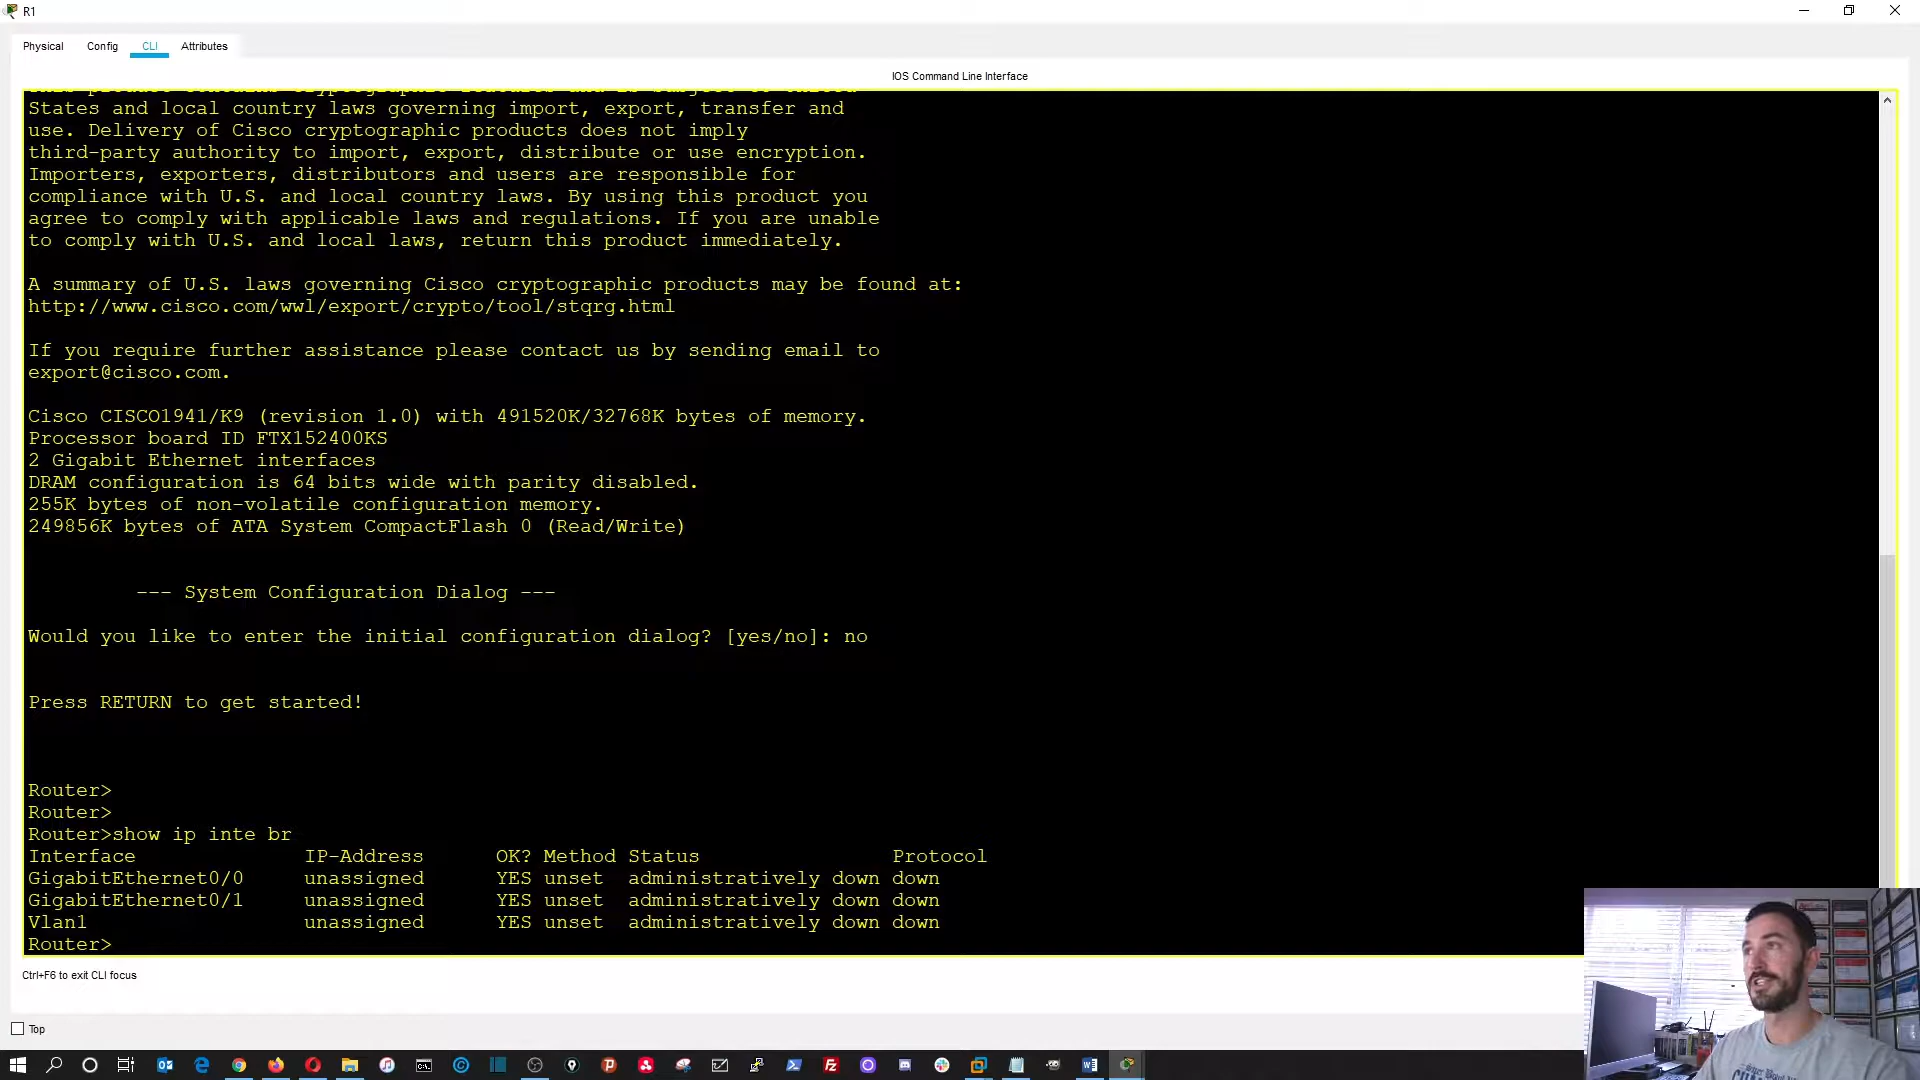 R1
Physical Config CLI Attributes
IOS Command Line Interface
This product contains cryptographic features and is subject to United
States and local country laws governing import, export, transfer and
use. Delivery of Cisco cryptographic products does not imply
third-party authority to import, export, distribute or use encryption.
Importers, exporters, distributors and users are responsible for
compliance with U.S. and local country laws. By using this product you
agree to comply with applicable laws and regulations. If you are unable
to comply with U.S. and local laws, return this product immediately.
A summary of U.S. laws governing Cisco cryptographic products may be found at:
http://www.cisco.com/wwl/export/crypto/tool/stqrg.html
If you require further assistance please contact us by sending email to
export@cisco.com.
Cisco CISCO1941/K9 (revision 1.0) with 491520K/32768K bytes of memory.
Processor board ID FTX152400KS
2 Gigabit Ethernet interfaces
DRAM configuration is 64 bits wide with parity disabled.
255K bytes of non-volatile configuration memory.
249856K bytes of ATA System CompactFlash 0 (Read/Write)
--- System Configuration Dialog ---
Would you like to enter the initial configuration dialog? [yes/no]: no
Press RETURN to get started!
Router>
Router>
Router>show ip inte br
Interface IP-Address OK? Method Status Protocol
GigabitEthernet0/0 unassigned YES unset administratively down down
GigabitEthernet0/1 unassigned YES unset administratively down down
Vlan1 unassigned YES unset administratively down down
Router>
Ctrl+F6 to exit CLI focus
Top